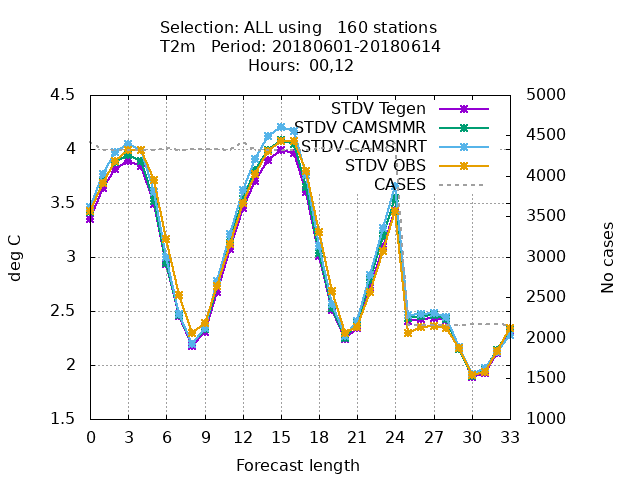 Selection: ALL using   160 stations
T2m   Period: 20180601-20180614
Hours: 00,12
STDV Tegen
STDV CAMSMMR
STDV CAMSNRT
STDV OBS
CASES
4.5
4
3.5
3
2.5
2
1.5
5000
4500
4000
3500
3000
2500
2000
1500
1000
deg C
No cases
0 3 6 9 12 15 18 21 24 27 30 33
Forecast length